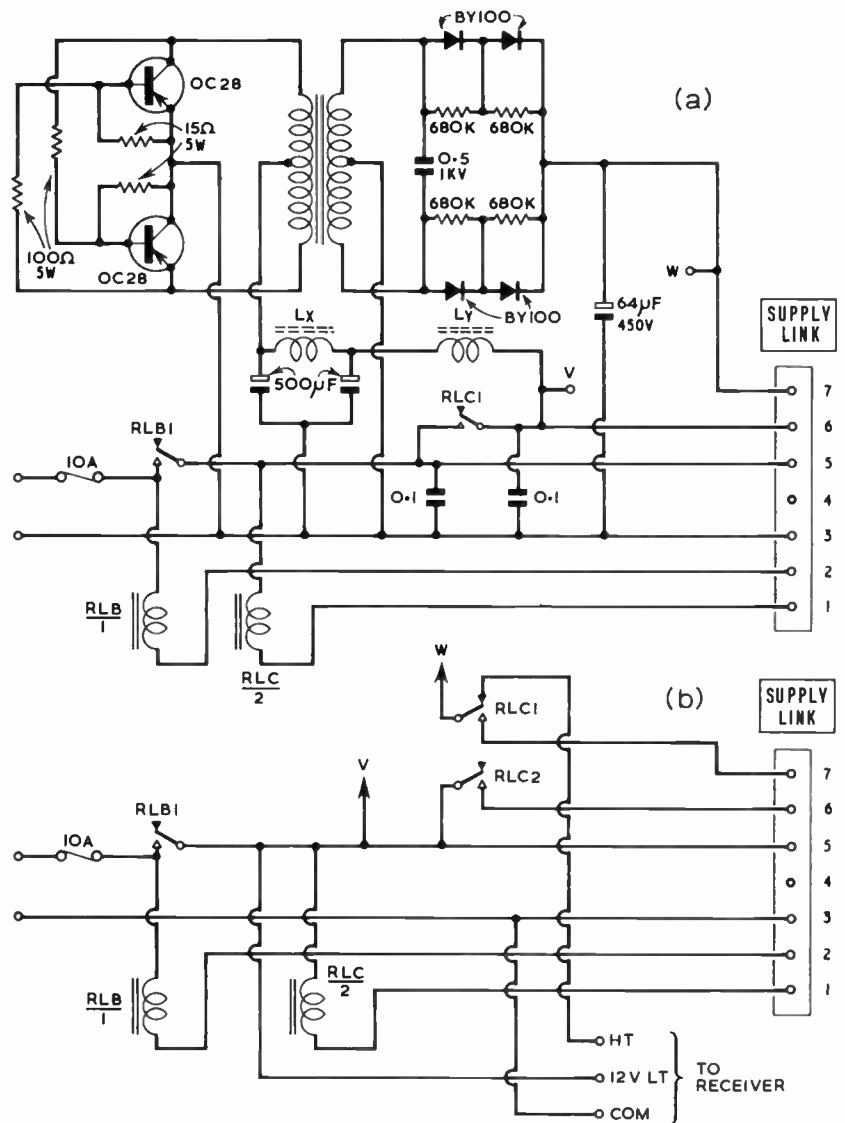 BY100
(a)
OC28
15Ω
5W
680K 680K
0·5
1KV
680K 680K
100Ω
5W
OC28
BY100
W
64µF
450V
SUPPLY
LINK
LX
LY
500µF
V
RLC1
RLB1
10A
0·1
0·1
7
6
5
4
3
2
1
RLB
1
RLC
2
W
(b)
RLC1
SUPPLY
LINK
V
RLC2
RLB1
10A
7
6
5
4
3
2
1
RLB
1
RLC
2
HT
12V LT
COM
TO
RECEIVER